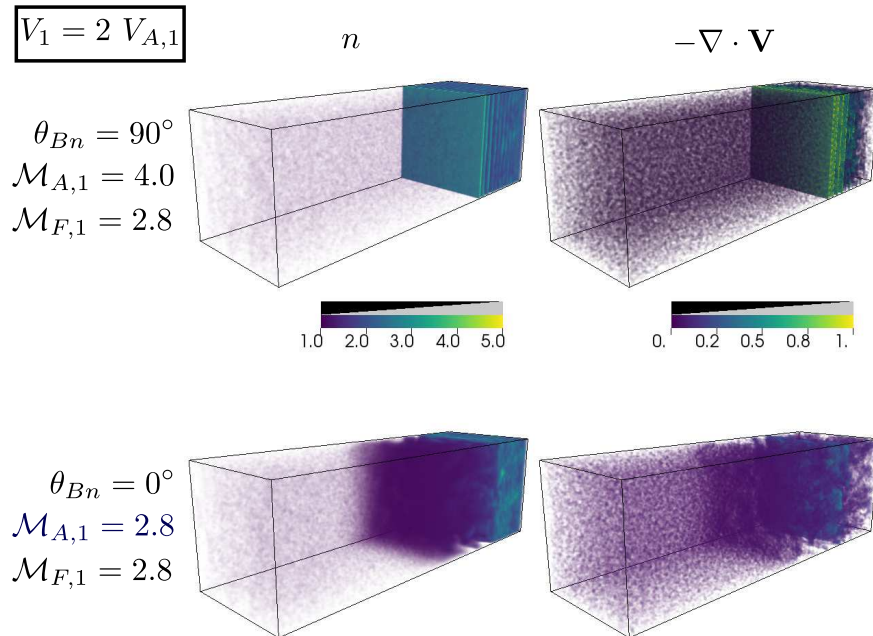 V₁ = 2 V_{A,1}
n
−∇ · V
θ_{Bn} = 90°
ℳ_{A,1} = 4.0
ℳ_{F,1} = 2.8
1.0 2.0 3.0 4.0 5.0
0. 0.2 0.5 0.8 1.
θ_{Bn} = 0°
ℳ_{A,1} = 2.8
ℳ_{F,1} = 2.8